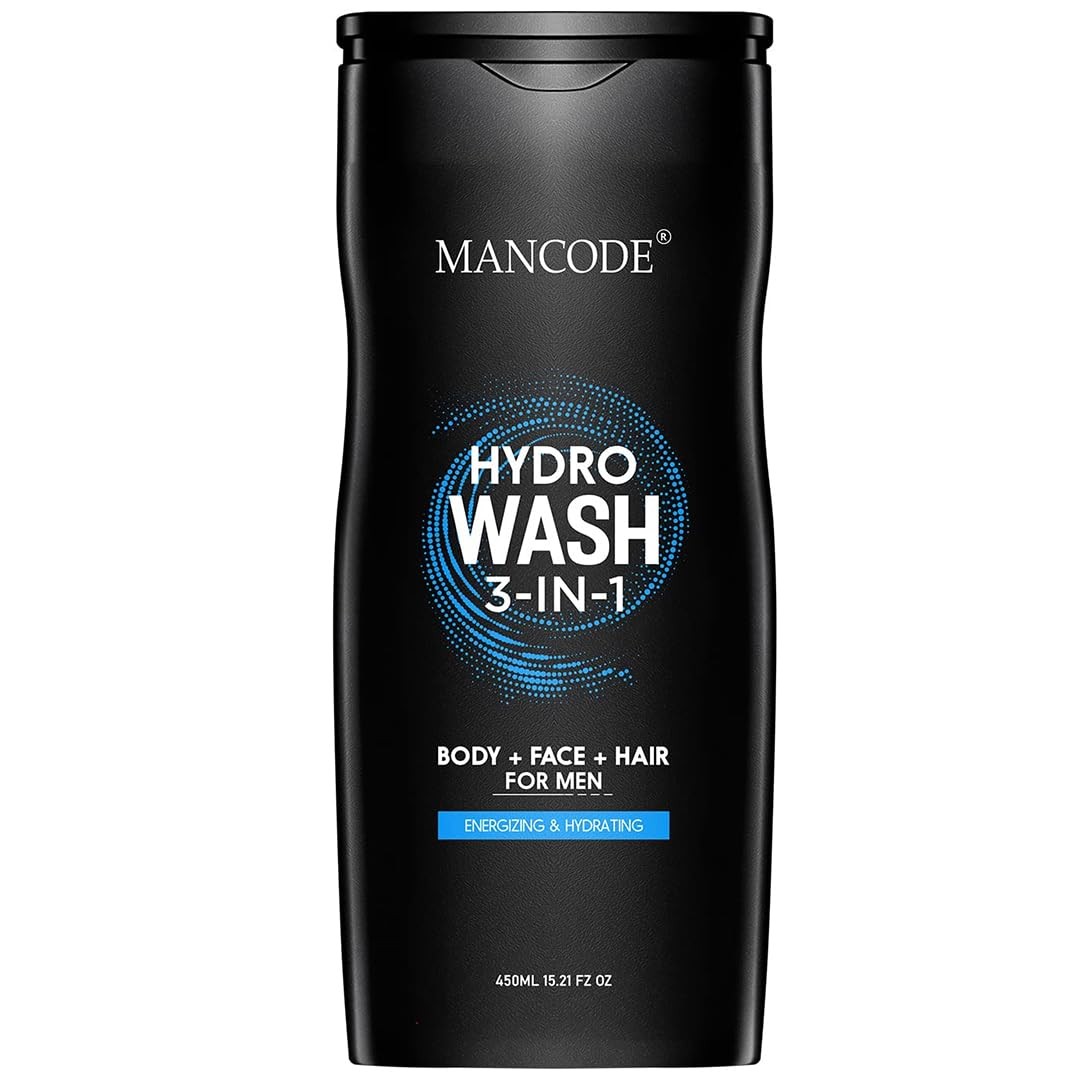 MANCODE®
HYDRO
WASH
3-IN-1
BODY + FACE + HAIR
FOR MEN
ENERGIZING & HYDRATING
450ML 15.21 FZ OZ